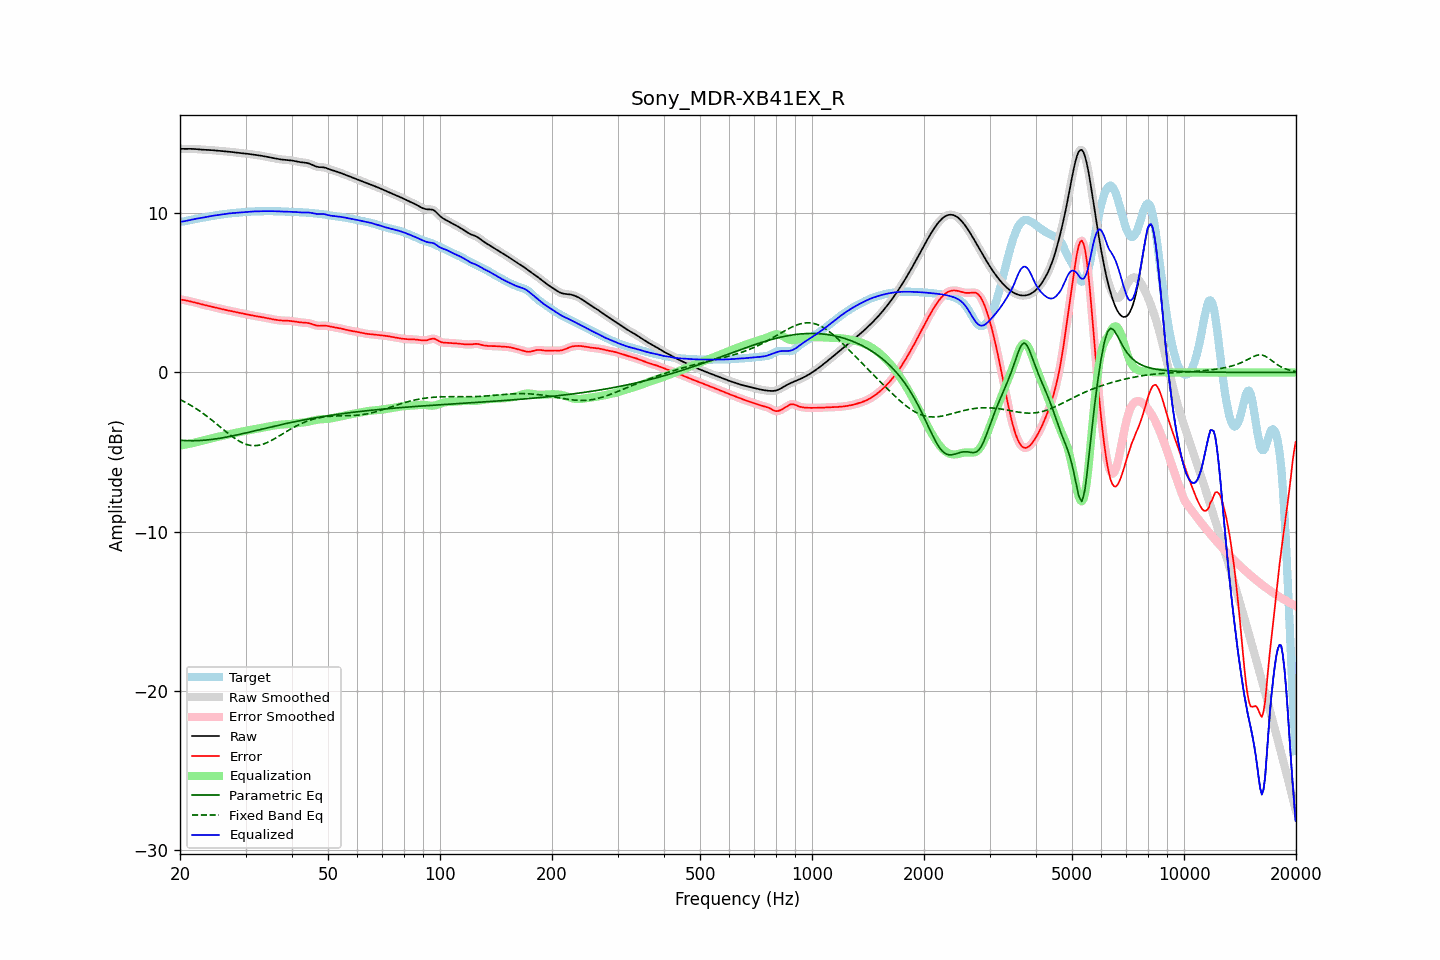 Sony_MDR-XB41EX_R
Amplitude (dBr)
10
0
−10
−20
−30
Target
Raw Smoothed
Error Smoothed
Raw
Error
Equalization
Parametric Eq
Fixed Band Eq
Equalized
20 50 100 200 500 1000 2000 5000 10000 20000
Frequency (Hz)